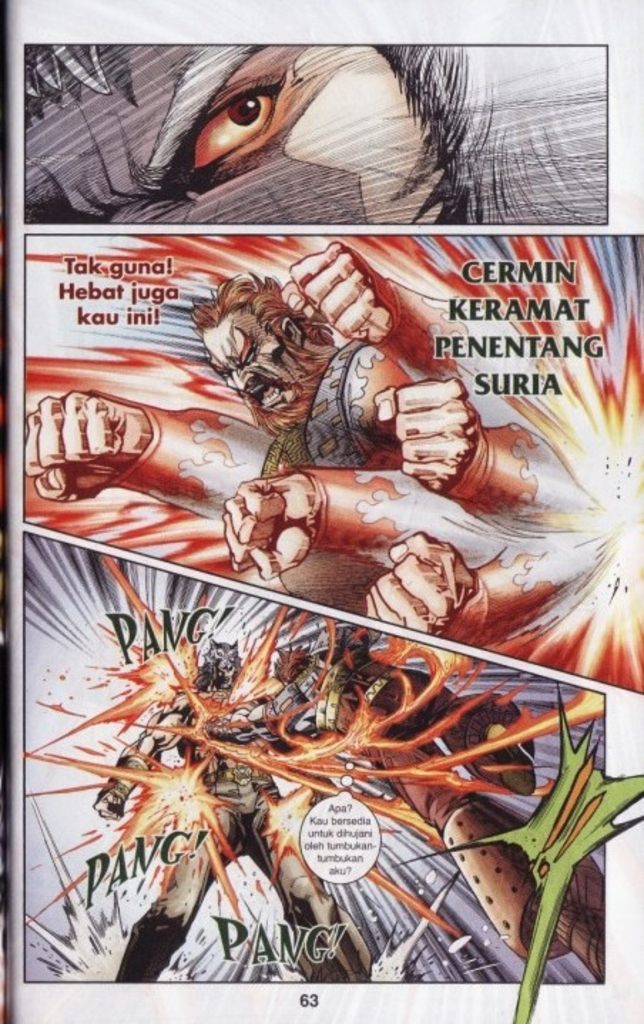 Tak guna!
Hebat juga
kau ini!
CERMIN
KERAMAT
PENENTANG
SURIA
PANG!
Apa?
Kau bersedia
untuk dihujani
oleh tumbukan-
tumbukan
aku?
PANG!
PANG!
63